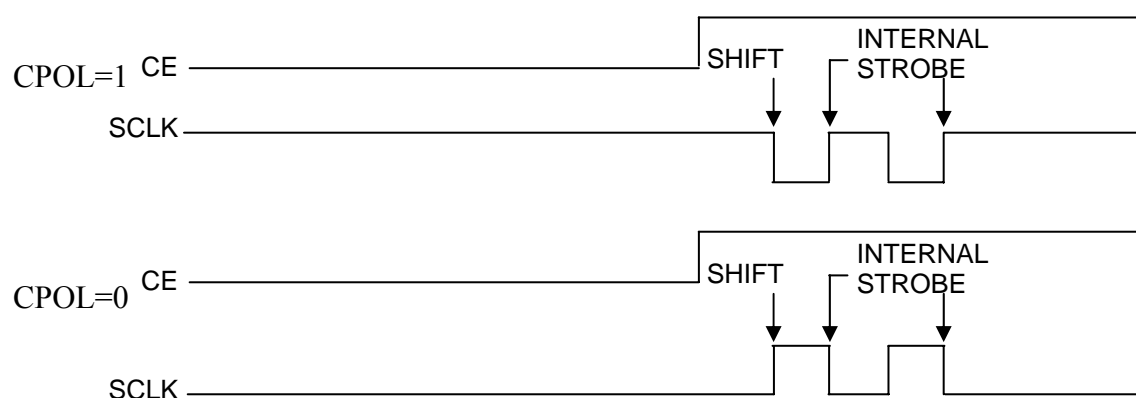 INTERNAL
SHIFT STROBE
CPOL=1 CE
SCLK
INTERNAL
SHIFT STROBE
CPOL=0 CE
SCLK